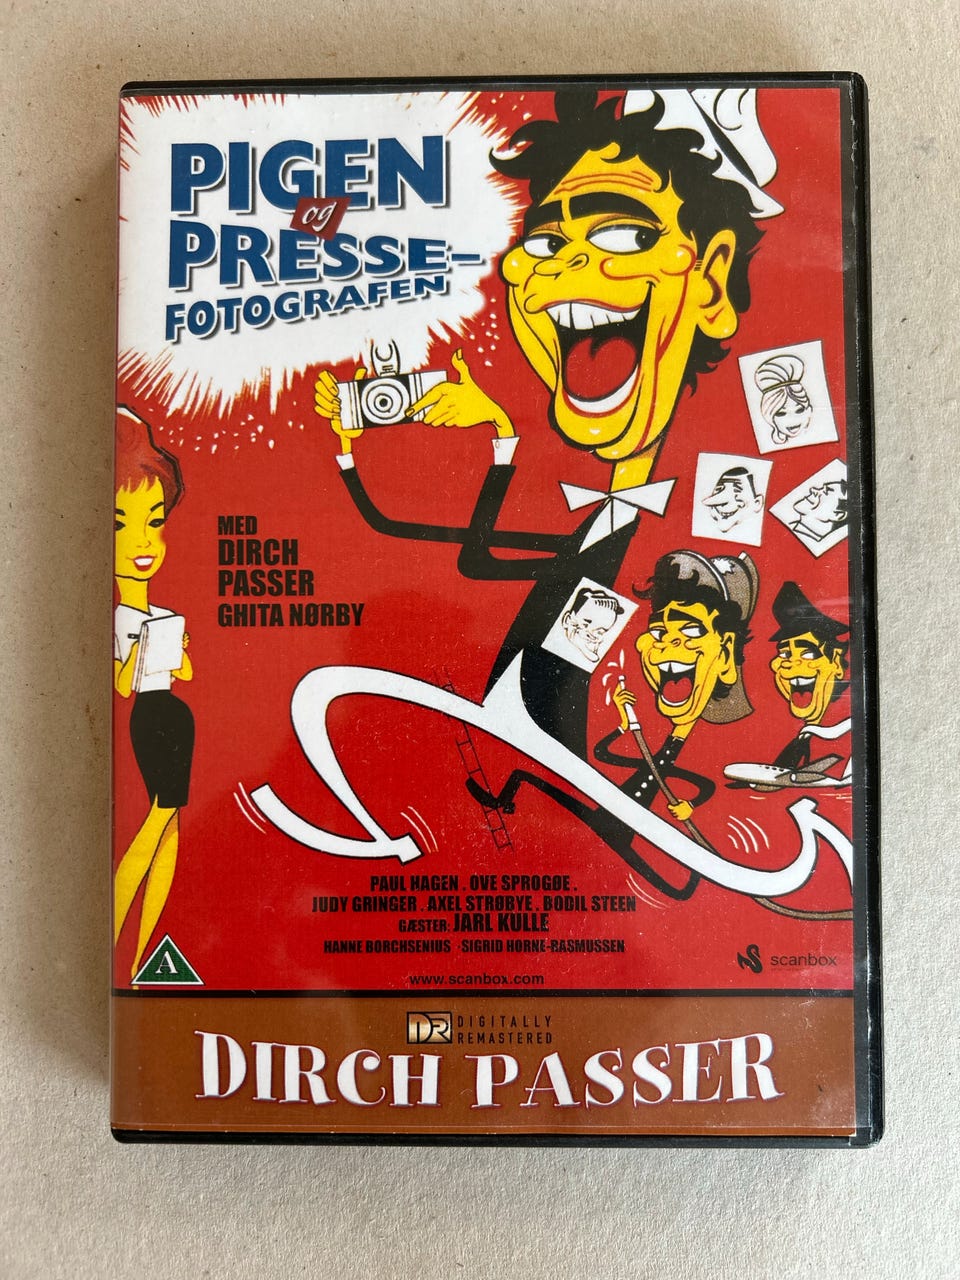 PIGEN
og
PRESSE-
FOTOGRAFEN
MED
DIRCH
PASSER
GHITA NØRBY
PAUL HAGEN . OVE SPROGØE .
JUDY GRINGER . AXEL STRØBYE . BODIL STEEN
GÆSTER: JARL KULLE
HANNE BORCHSENIUS · SIGRID HORNE-RASMUSSEN
A
scanbox
www.scanbox.com
DR DIGITALLY
REMASTERED
DIRCH PASSER